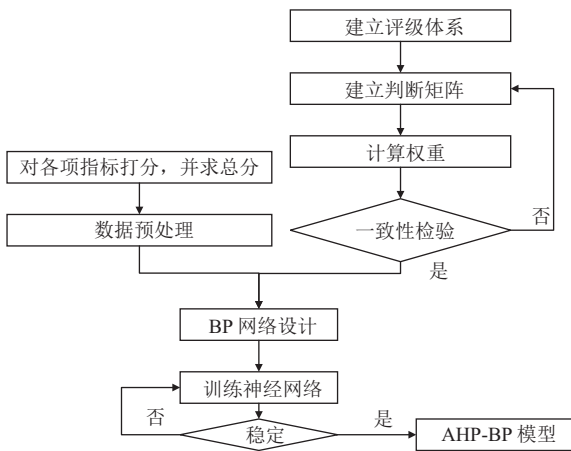 建立评级体系
建立判断矩阵
计算权重
对各项指标打分，并求总分
数据预处理
一致性检验
否
是
BP 网络设计
训练神经网络
否
稳定
是
AHP-BP 模型